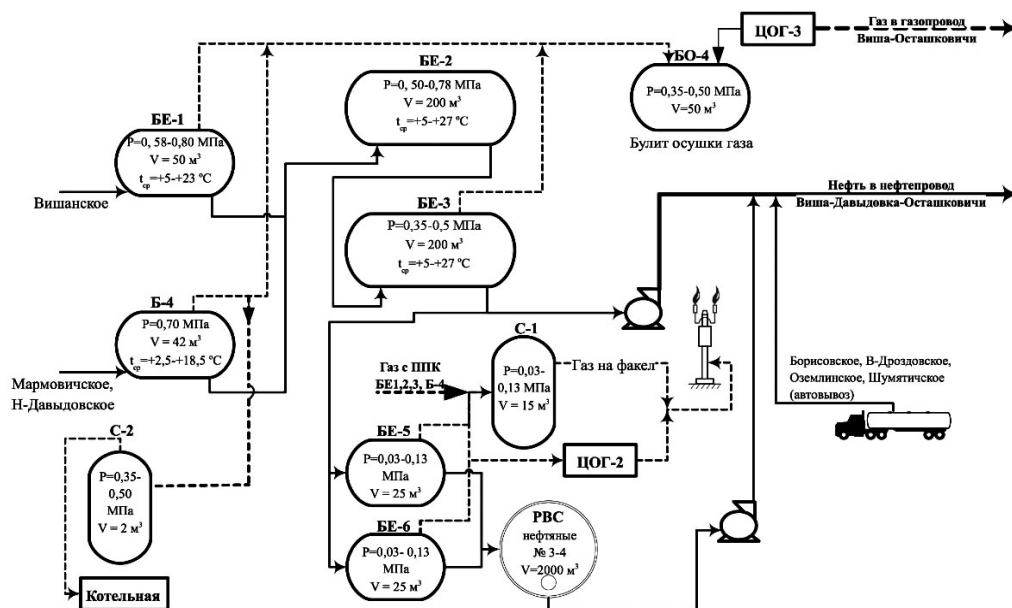 ЦОГ-3
Газ в газопровод
Виша-Осташковичи
БЕ-2
P=0, 50-0,78 МПа
V = 200 м³
tср=+5-+27 ºC
БО-4
P=0,35-0,50 МПа
V=50 м³
Булит осушки газа
БЕ-1
P=0, 58-0,80 МПа
V = 50 м³
tср=+5-+23 ºC
Вишанское
БЕ-3
P=0,35-0,5 МПа
V = 200 м³
tср=+5-+27 ºC
Нефть в нефтепровод
Виша-Давыдовка-Осташковичи
Б-4
P=0,70 МПа
V = 42 м³
tср=+2,5-+18,5 ºC
Мармовичское,
Н-Давыдовское
С-1
P=0,03-
0,13 МПа
V = 15 м³
Газ с ППК
БЕ1,2,3, Б-4
Газ на факел
Борисовское, В-Дроздовское,
Оземлинское, Шумятичское
(автовывоз)
С-2
P=0,35-
0,50
МПа
V = 2 м³
БЕ-5
P=0,03-0,13
МПа
V = 25 м³
ЦОГ-2
БЕ-6
P=0,03- 0,13
МПа
V = 25 м³
РВС
нефтяные
№ 3-4
V=2000 м³
Котельная